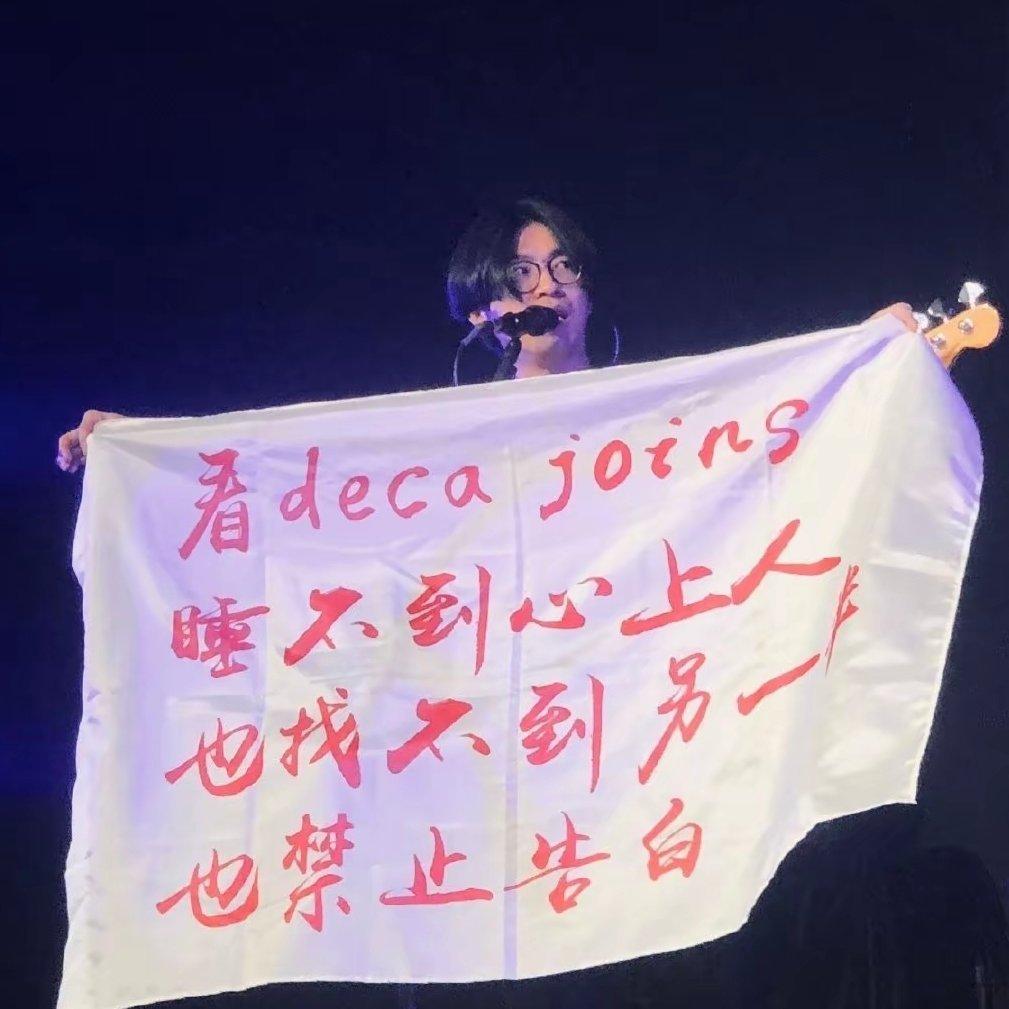 看deca joins
睡不到心上人
也找不到另一
也禁止告白